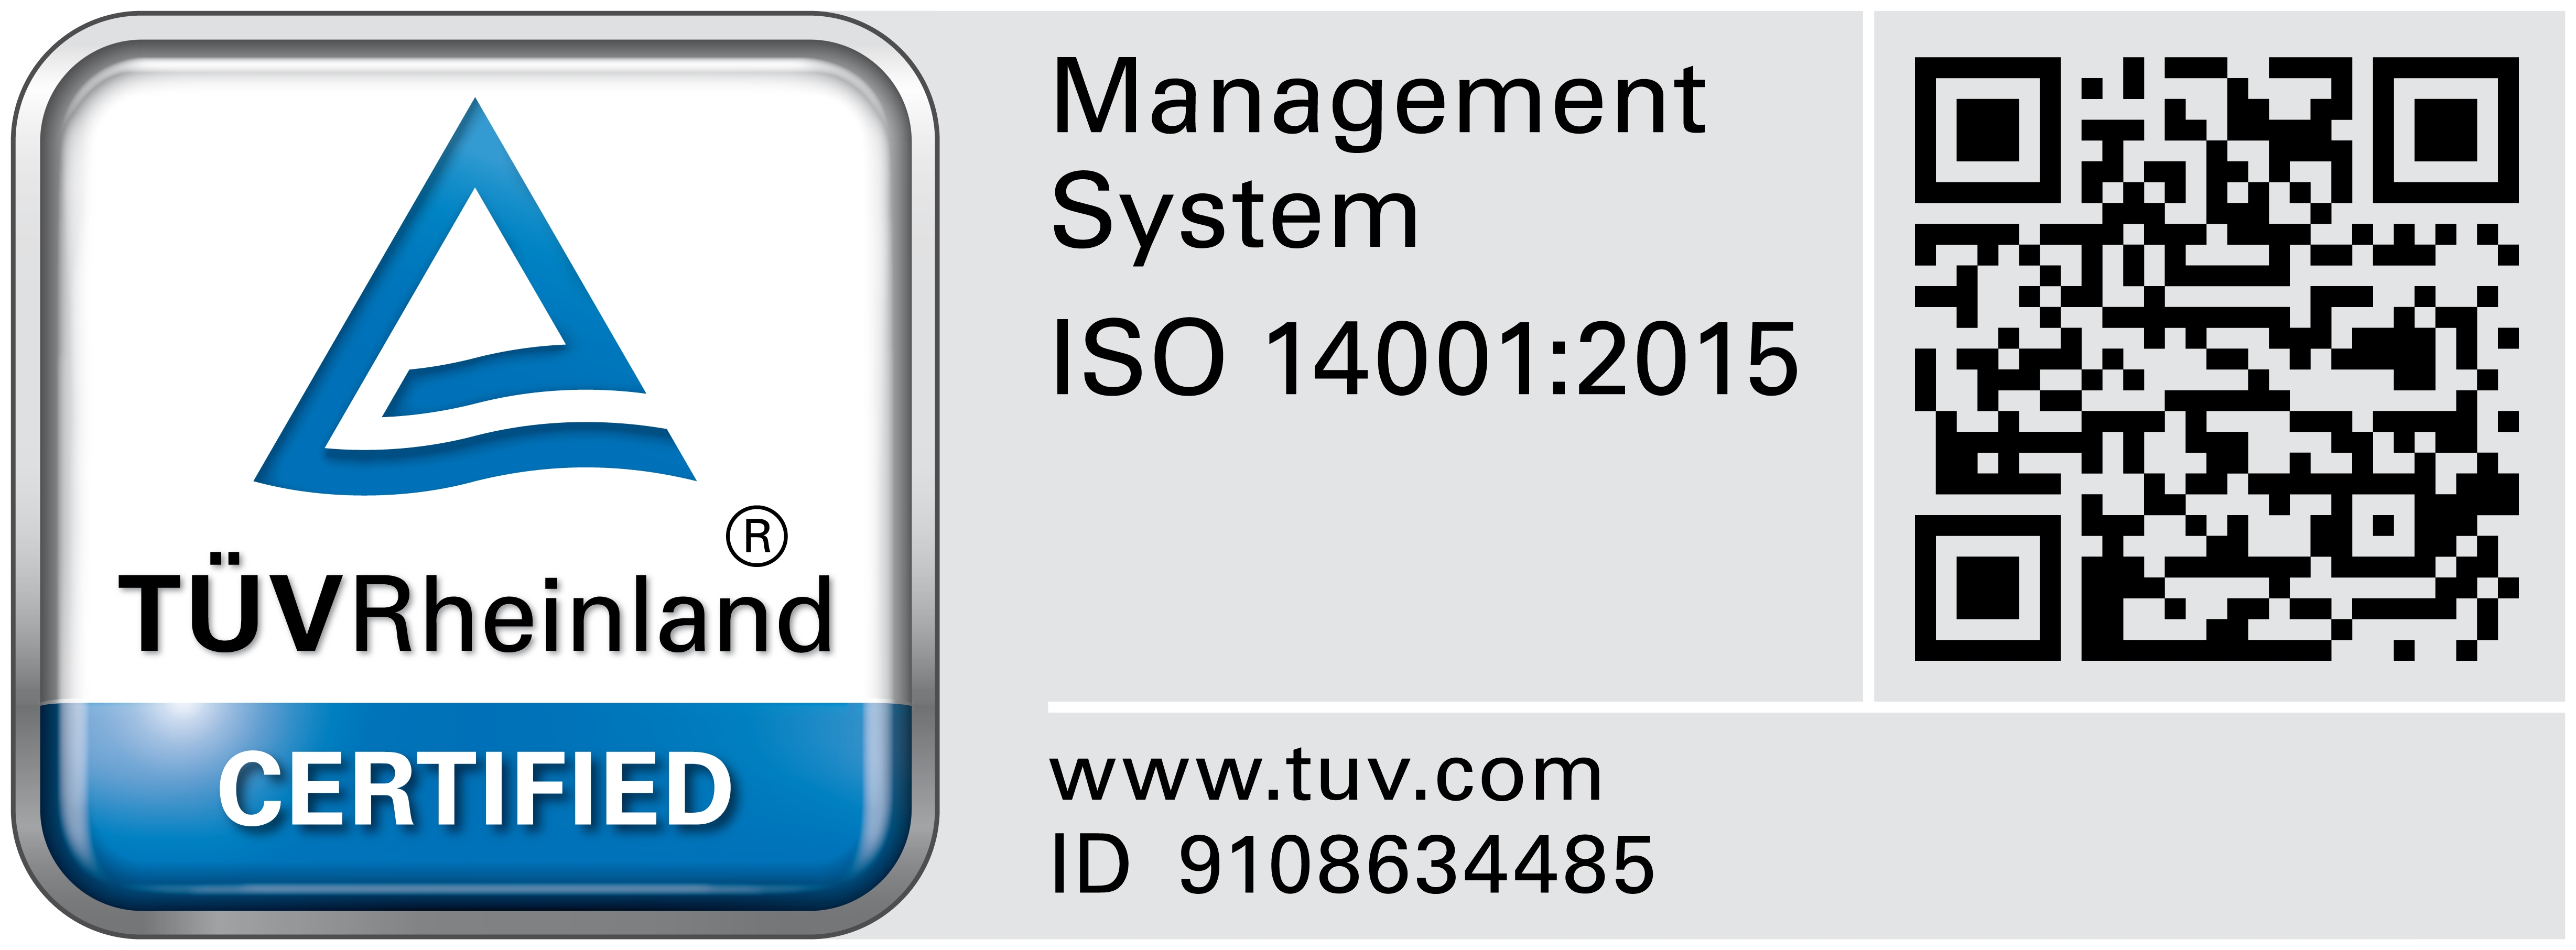 ®
TÜVRheinland
CERTIFIED
Management
System
ISO 14001:2015
www.tuv.com
ID 9108634485